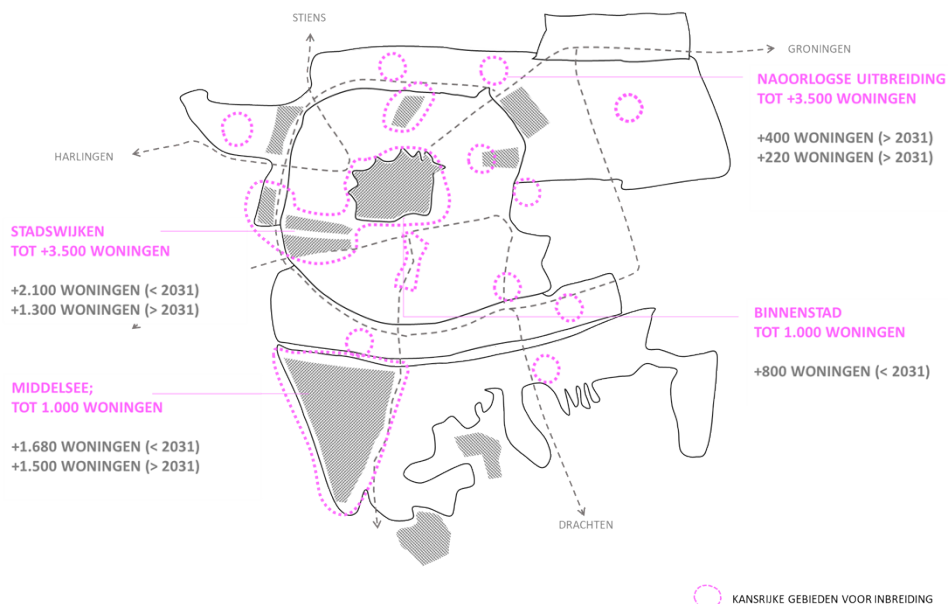 STIENS
GRONINGEN
NAOORLOGSE UITBREIDING
TOT +3.500 WONINGEN
+400 WONINGEN (> 2031)
+220 WONINGEN (> 2031)
HARLINGEN
STADSWIJKEN
TOT +3.500 WONINGEN
+2.100 WONINGEN (< 2031)
+1.300 WONINGEN (> 2031)
BINNENSTAD
TOT 1.000 WONINGEN
+800 WONINGEN (< 2031)
MIDDELSEE;
TOT 1.000 WONINGEN
+1.680 WONINGEN (< 2031)
+1.500 WONINGEN (> 2031)
DRACHTEN
KANSRIJKE GEBIEDEN VOOR INBREIDING